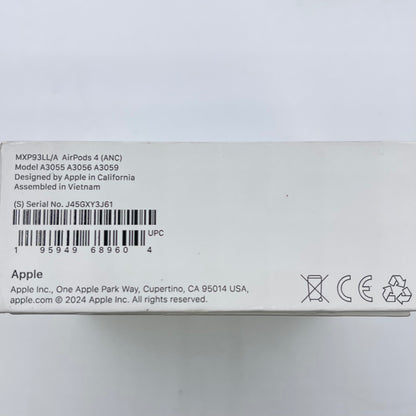 MXP93LL/A AirPods 4 (ANC)
Model A3055 A3056 A3059
Designed by Apple in California
Assembled in Vietnam
(S) Serial No. J45GXY3J61
UPC
1 95949 68960 4
Apple
Apple Inc., One Apple Park Way, Cupertino, CA 95014 USA,
apple.com © 2024 Apple Inc. All rights reserved.
CE